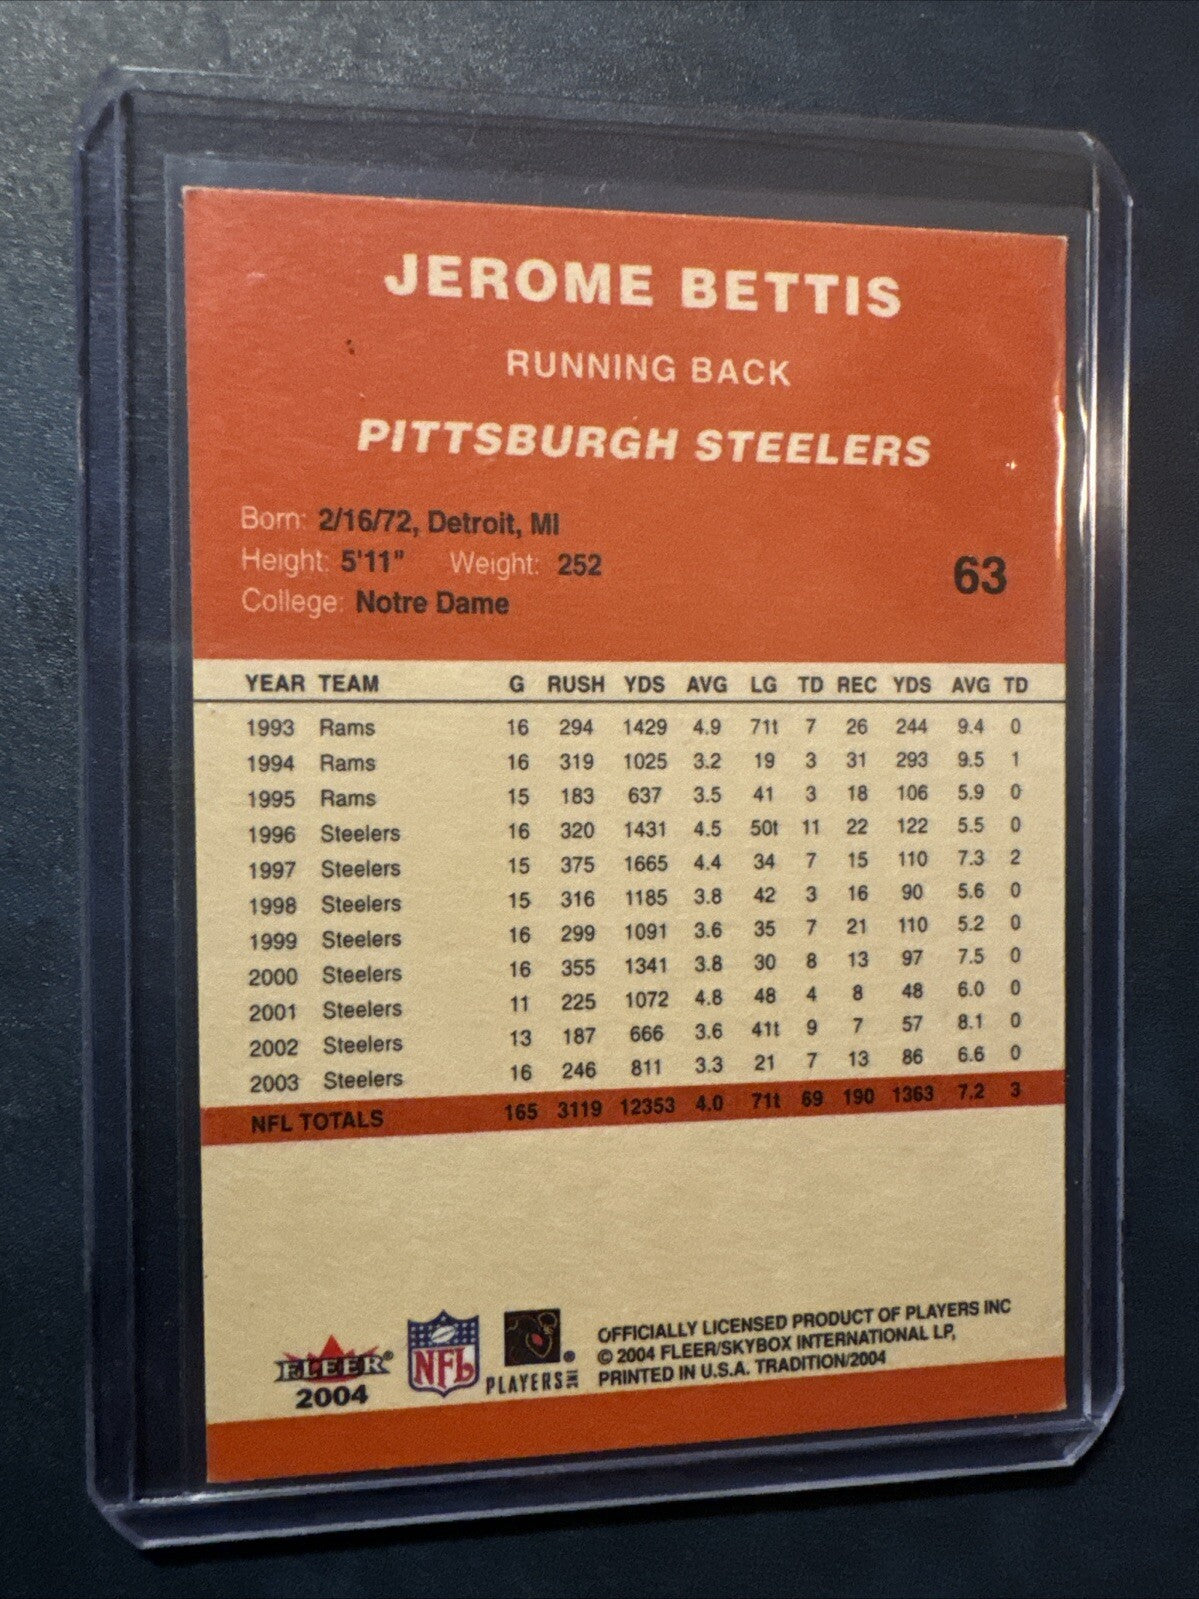 JEROME BETTIS
RUNNING BACK
PITTSBURGH STEELERS
Born: 2/16/72, Detroit, MI
Height: 5'11" Weight: 252
College: Notre Dame
63
YEAR TEAM G RUSH YDS AVG LG TD REC YDS AVG TD
1993 Rams 16 294 1429 4.9 71t 7 26 244 9.4 0
1994 Rams 16 319 1025 3.2 19 3 31 293 9.5 1
1995 Rams 15 183 637 3.5 41 3 18 106 5.9 0
1996 Steelers 16 320 1431 4.5 50t 11 22 122 5.5 0
1997 Steelers 15 375 1665 4.4 34 7 15 110 7.3 2
1998 Steelers 15 316 1185 3.8 42 3 16 90 5.6 0
1999 Steelers 16 299 1091 3.6 35 7 21 110 5.2 0
2000 Steelers 16 355 1341 3.8 30 8 13 97 7.5 0
2001 Steelers 11 225 1072 4.8 48 4 8 48 6.0 0
2002 Steelers 13 187 666 3.6 41t 9 7 57 8.1 0
2003 Steelers 16 246 811 3.3 21 7 13 86 6.6 0
NFL TOTALS 165 3119 12353 4.0 71t 69 190 1363 7.2 3
FLEER®
2004
NFL
®
PLAYERS INC
OFFICIALLY LICENSED PRODUCT OF PLAYERS INC
© 2004 FLEER/SKYBOX INTERNATIONAL LP,
PRINTED IN U.S.A. TRADITION/2004